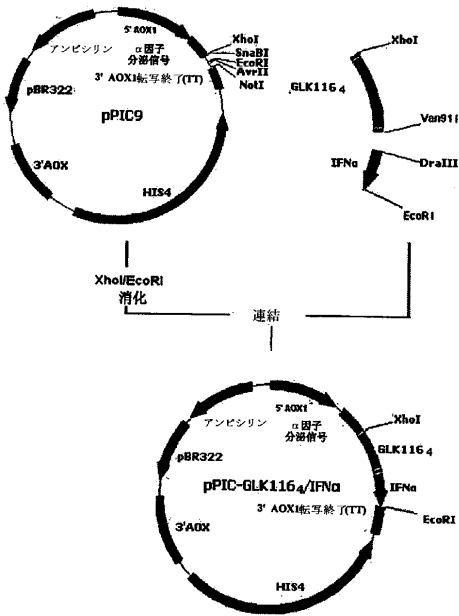 5' AOX1
アンピシリン
α因子
分泌信号
XhoI
SnaBI
EcoRI
AvrII
NotI
3' AOX1転写終了(TT)
pBR322
pPIC9
3'AOX
HIS4
XhoI
GLK116₄
Van91I
IFNα
DraIII
EcoRI
XhoI/EcoRI
消化
連結
5' AOX1
アンピシリン
α因子
分泌信号
XhoI
GLK116₄
pBR322
pPIC-GLK116₄/IFNα
IFNα
3' AOX1転写終了(TT)
EcoRI
3'AOX
HIS4